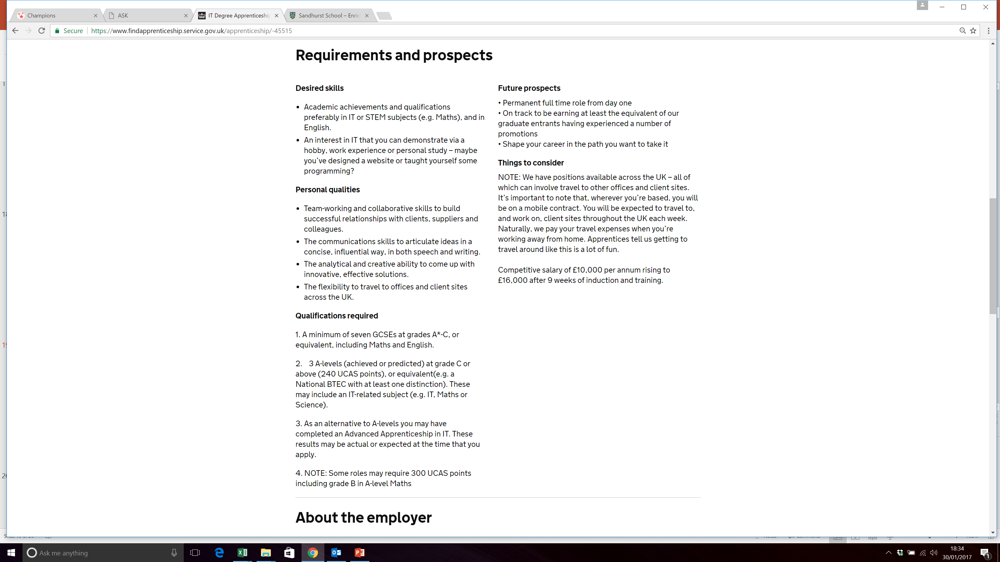 Champions
ASK
IT Degree Apprenticeship
Sandhurst School – Enric
Secure
https://www.findapprenticeship.service.gov.uk/apprenticeship/-45515
Requirements and prospects
Desired skills
• Academic achievements and qualifications
preferably in IT or STEM subjects (e.g. Maths), and in
English.
• An interest in IT that you can demonstrate via a
hobby, work experience or personal study – maybe
you’ve designed a website or taught yourself some
programming?
Personal qualities
• Team-working and collaborative skills to build
successful relationships with clients, suppliers and
colleagues.
• The communications skills to articulate ideas in a
concise, influential way, in both speech and writing.
• The analytical and creative ability to come up with
innovative, effective solutions.
• The flexibility to travel to offices and client sites
across the UK.
Qualifications required
1. A minimum of seven GCSEs at grades A*-C, or
equivalent, including Maths and English.
2. 3 A-levels (achieved or predicted) at grade C or
above (240 UCAS points), or equivalent(e.g. a
National BTEC with at least one distinction). These
may include an IT-related subject (e.g. IT, Maths or
Science).
3. As an alternative to A-levels you may have
completed an Advanced Apprenticeship in IT. These
results may be actual or expected at the time that you
apply.
4. NOTE: Some roles may require 300 UCAS points
including grade B in A-level Maths
Future prospects
• Permanent full time role from day one
• On track to be earning at least the equivalent of our
graduate entrants having experienced a number of
promotions
• Shape your career in the path you want to take it
Things to consider
NOTE: We have positions available across the UK – all of
which can involve travel to other offices and client sites.
It’s important to note that, wherever you’re based, you will
be on a mobile contract. You will be expected to travel to,
and work on, client sites throughout the UK each week.
Naturally, we pay your travel expenses when you’re
working away from home. Apprentices tell us getting to
travel around like this is a lot of fun.
Competitive salary of £10,000 per annum rising to
£16,000 after 9 weeks of induction and training.
About the employer
Ask me anything
18:34
30/01/2017
1